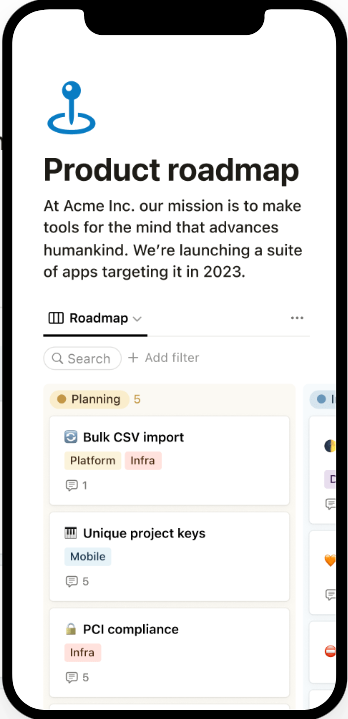 Product roadmap
At Acme Inc. our mission is to make
tools for the mind that advances
humankind. We’re launching a suite
of apps targeting it in 2023.
Roadmap
Search + Add filter
Planning 5
Bulk CSV import
Platform Infra
1
Unique project keys
Mobile
5
PCI compliance
Infra
5